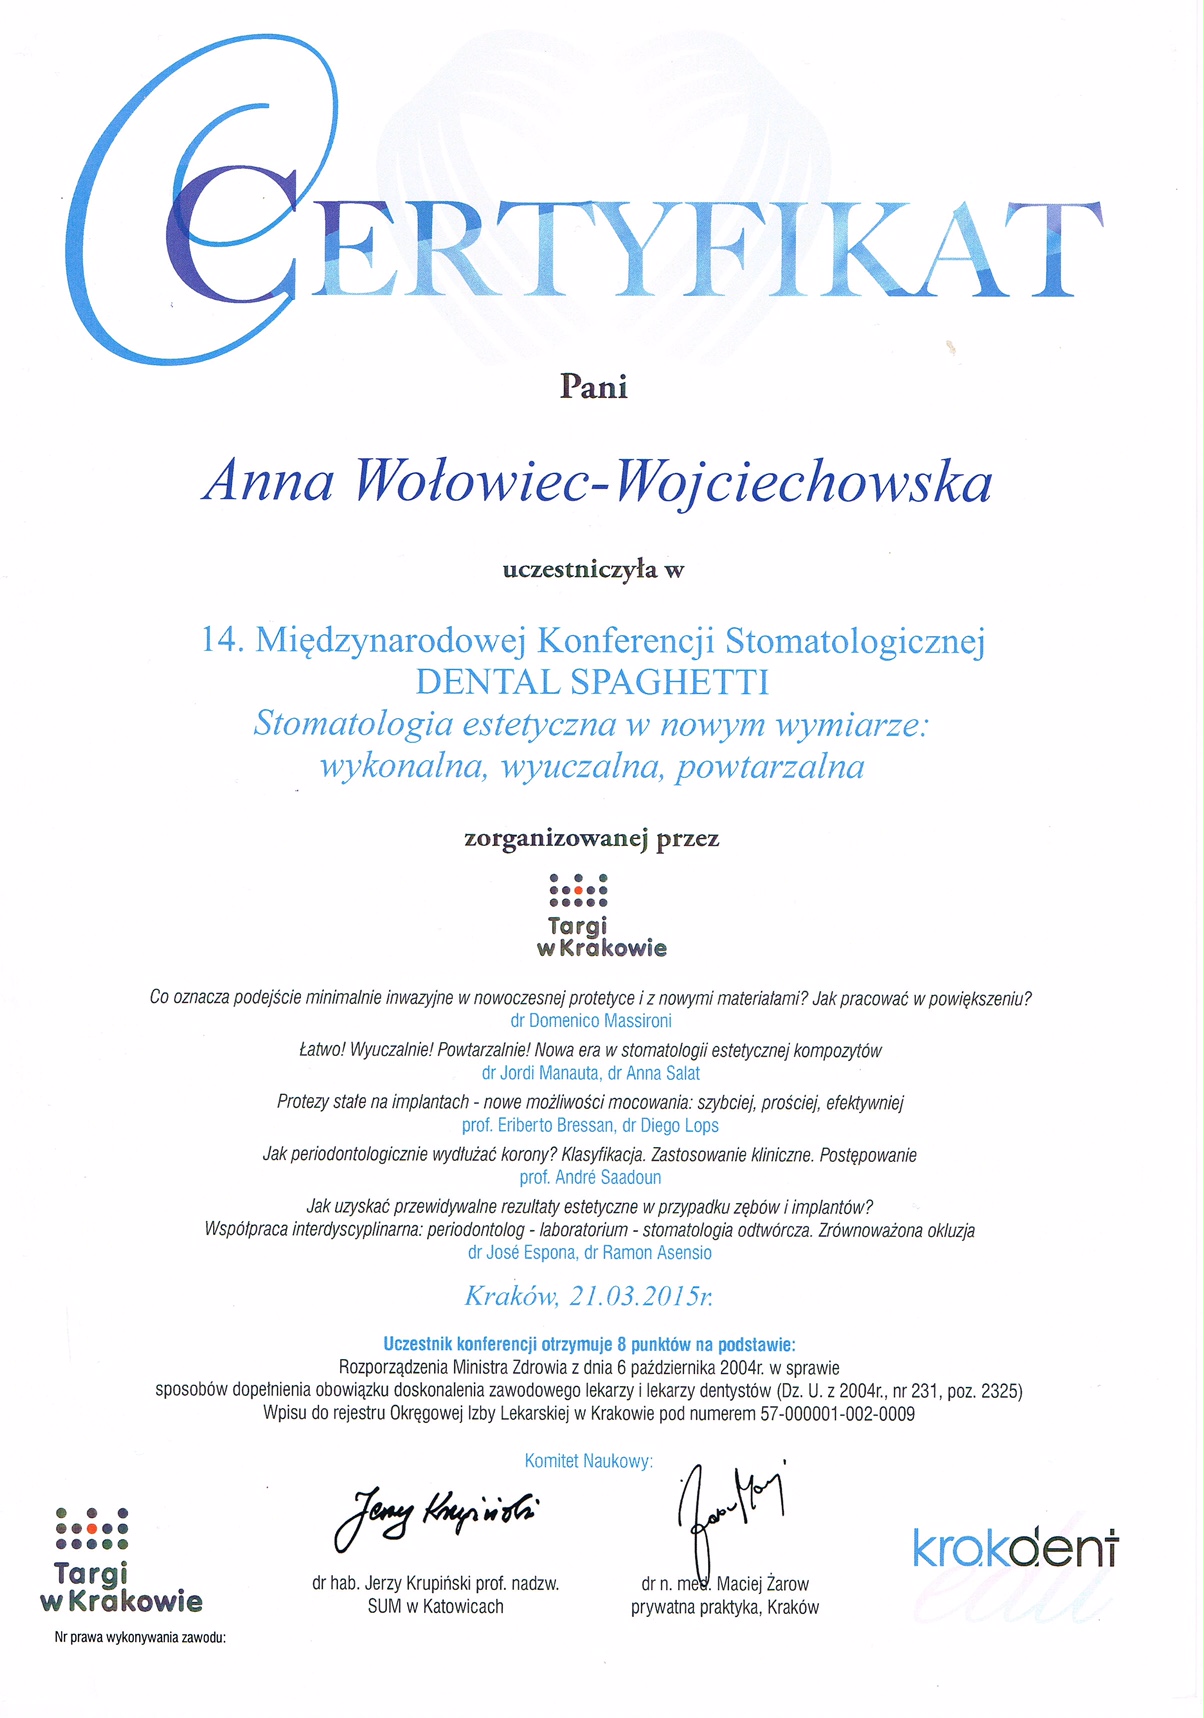 CERTYFIKAT
Pani
Anna Wołowiec-Wojciechowska
uczestniczyła w
14. Międzynarodowej Konferencji Stomatologicznej
DENTAL SPAGHETTI
Stomatologia estetyczna w nowym wymiarze:
wykonalna, wyuczalna, powtarzalna
zorganizowanej przez
Targi
w Krakowie
Co oznacza podejście minimalnie inwazyjne w nowoczesnej protetyce i z nowymi materiałami? Jak pracować w powiększeniu?
dr Domenico Massironi
Łatwo! Wyuczalnie! Powtarzalnie! Nowa era w stomatologii estetycznej kompozytów
dr Jordi Manauta, dr Anna Salat
Protezy stałe na implantach - nowe możliwości mocowania: szybciej, prościej, efektywniej
prof. Eriberto Bressan, dr Diego Lops
Jak periodontologicznie wydłużać korony? Klasyfikacja. Zastosowanie kliniczne. Postępowanie
prof. André Saadoun
Jak uzyskać przewidywalne rezultaty estetyczne w przypadku zębów i implantów?
Współpraca interdyscyplinarna: periodontolog - laboratorium - stomatologia odtwórcza. Zrównoważona okluzja
dr José Espona, dr Ramon Asensio
Kraków, 21.03.2015r.
Uczestnik konferencji otrzymuje 8 punktów na podstawie:
Rozporządzenia Ministra Zdrowia z dnia 6 października 2004r. w sprawie
sposobów dopełnienia obowiązku doskonalenia zawodowego lekarzy i lekarzy dentystów (Dz. U. z 2004r., nr 231, poz. 2325)
Wpisu do rejestru Okręgowej Izby Lekarskiej w Krakowie pod numerem 57-000001-002-0009
Komitet Naukowy:
Jerzy Krupiński
dr hab. Jerzy Krupiński prof. nadzw.
SUM w Katowicach
dr n. med. Maciej Żarow
prywatna praktyka, Kraków
Targi
w Krakowie
Nr prawa wykonywania zawodu:
krokdent
edu